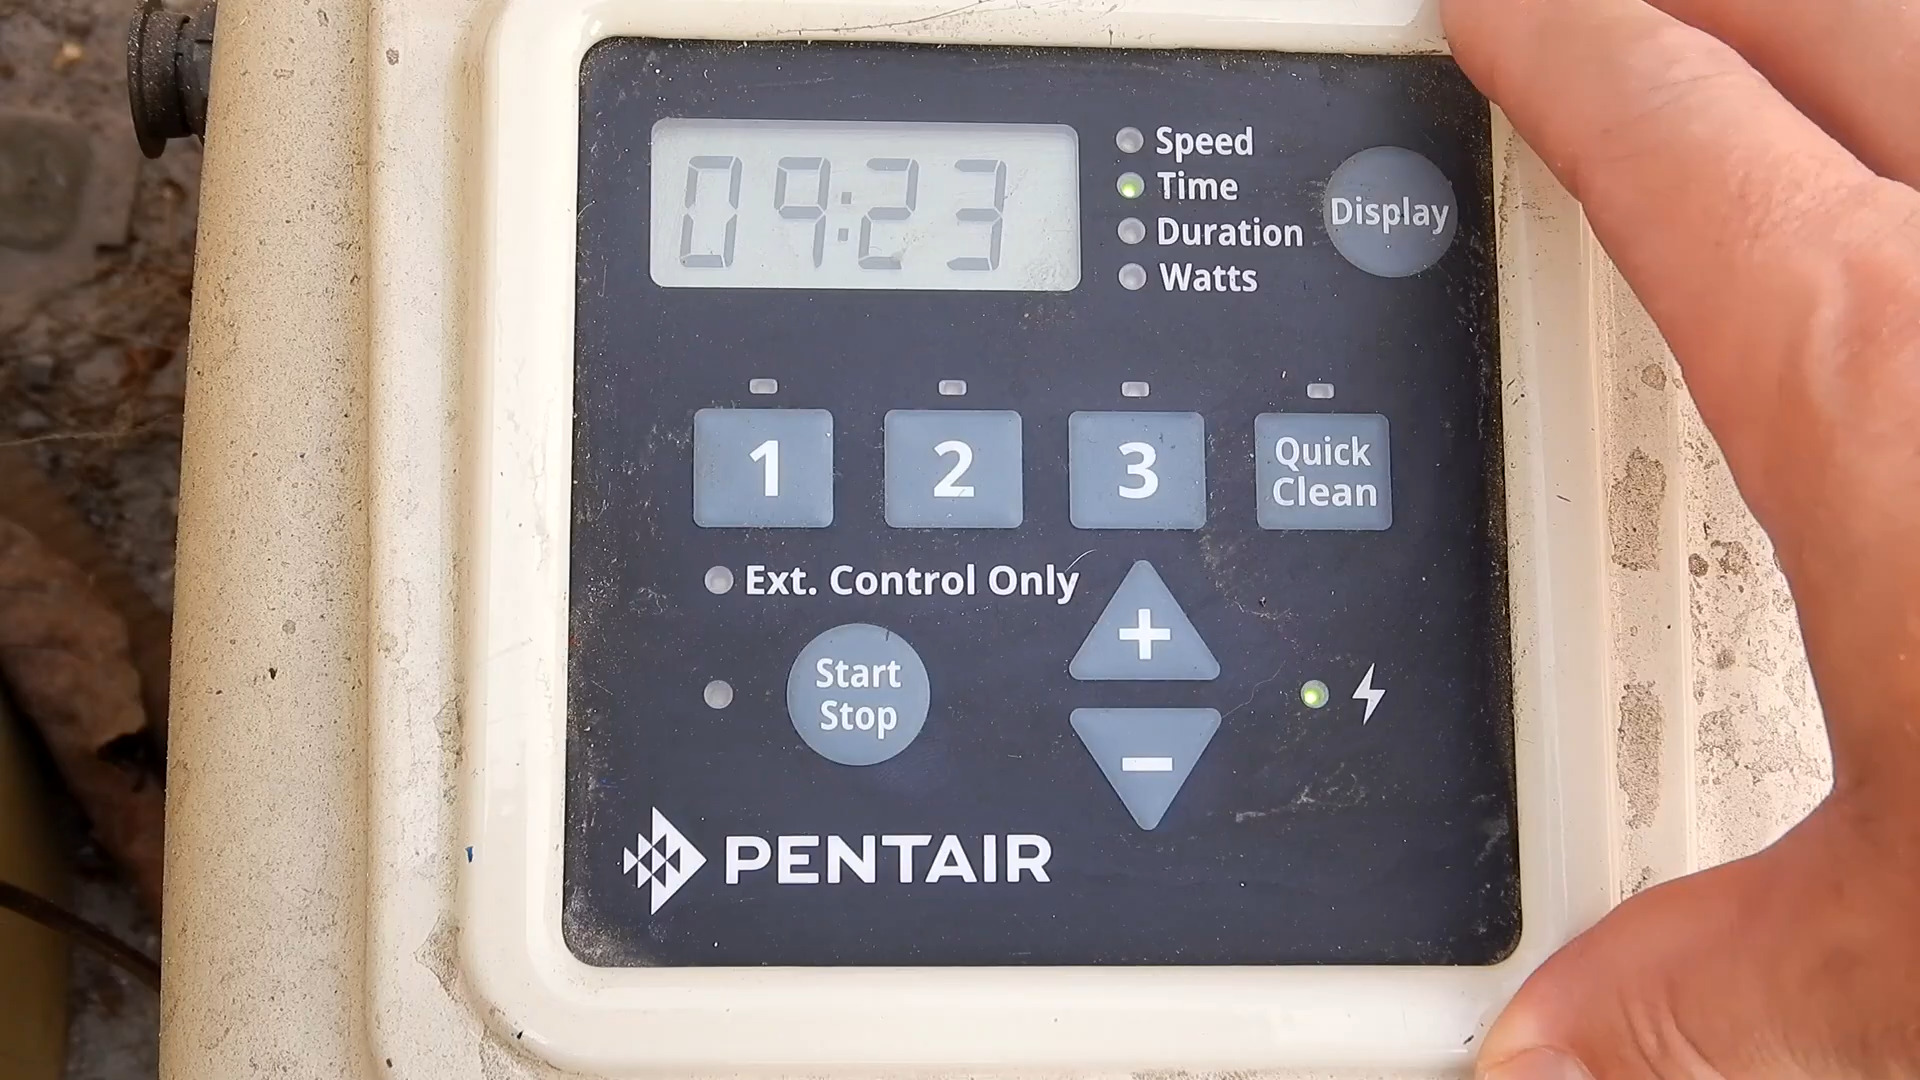 09:23
Speed
Time
Duration
Watts
Display
1
2
3
Quick
Clean
Ext. Control Only
+
Start
Stop
−
PENTAIR